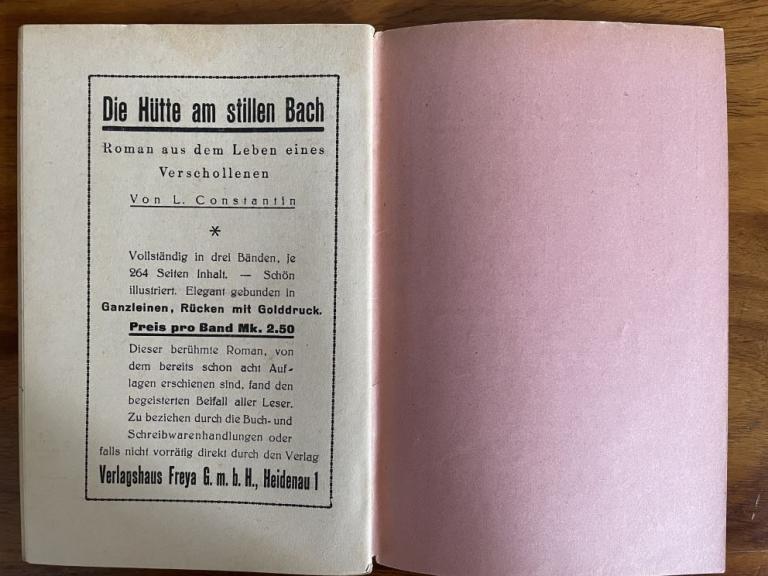 Die Hütte am stillen Bach
Roman aus dem Leben eines
Verschollenen
Von L. Constantin
*
Vollständig in drei Bänden, je
264 Seiten Inhalt. — Schön
illustriert. Elegant gebunden in
Ganzleinen, Rücken mit Golddruck.
Preis pro Band Mk. 2.50
Dieser berühmte Roman, von
dem bereits schon acht Auf-
lagen erschienen sind, fand den
begeisterten Beifall aller Leser.
Zu beziehen durch die Buch- und
Schreibwarenhandlungen oder
falls nicht vorrätig direkt durch den Verlag
Verlagshaus Freya G. m. b. H., Heidenau 1